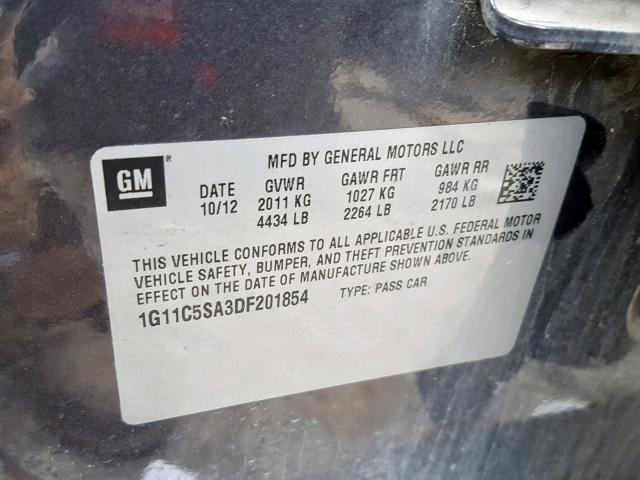 GM®
MFD BY GENERAL MOTORS LLC
DATE GVWR GAWR FRT GAWR RR
10/12 2011 KG 1027 KG 984 KG
4434 LB 2264 LB 2170 LB
THIS VEHICLE CONFORMS TO ALL APPLICABLE U.S. FEDERAL MOTOR
VEHICLE SAFETY, BUMPER, AND THEFT PREVENTION STANDARDS IN
EFFECT ON THE DATE OF MANUFACTURE SHOWN ABOVE.
1G11C5SA3DF201854 TYPE: PASS CAR